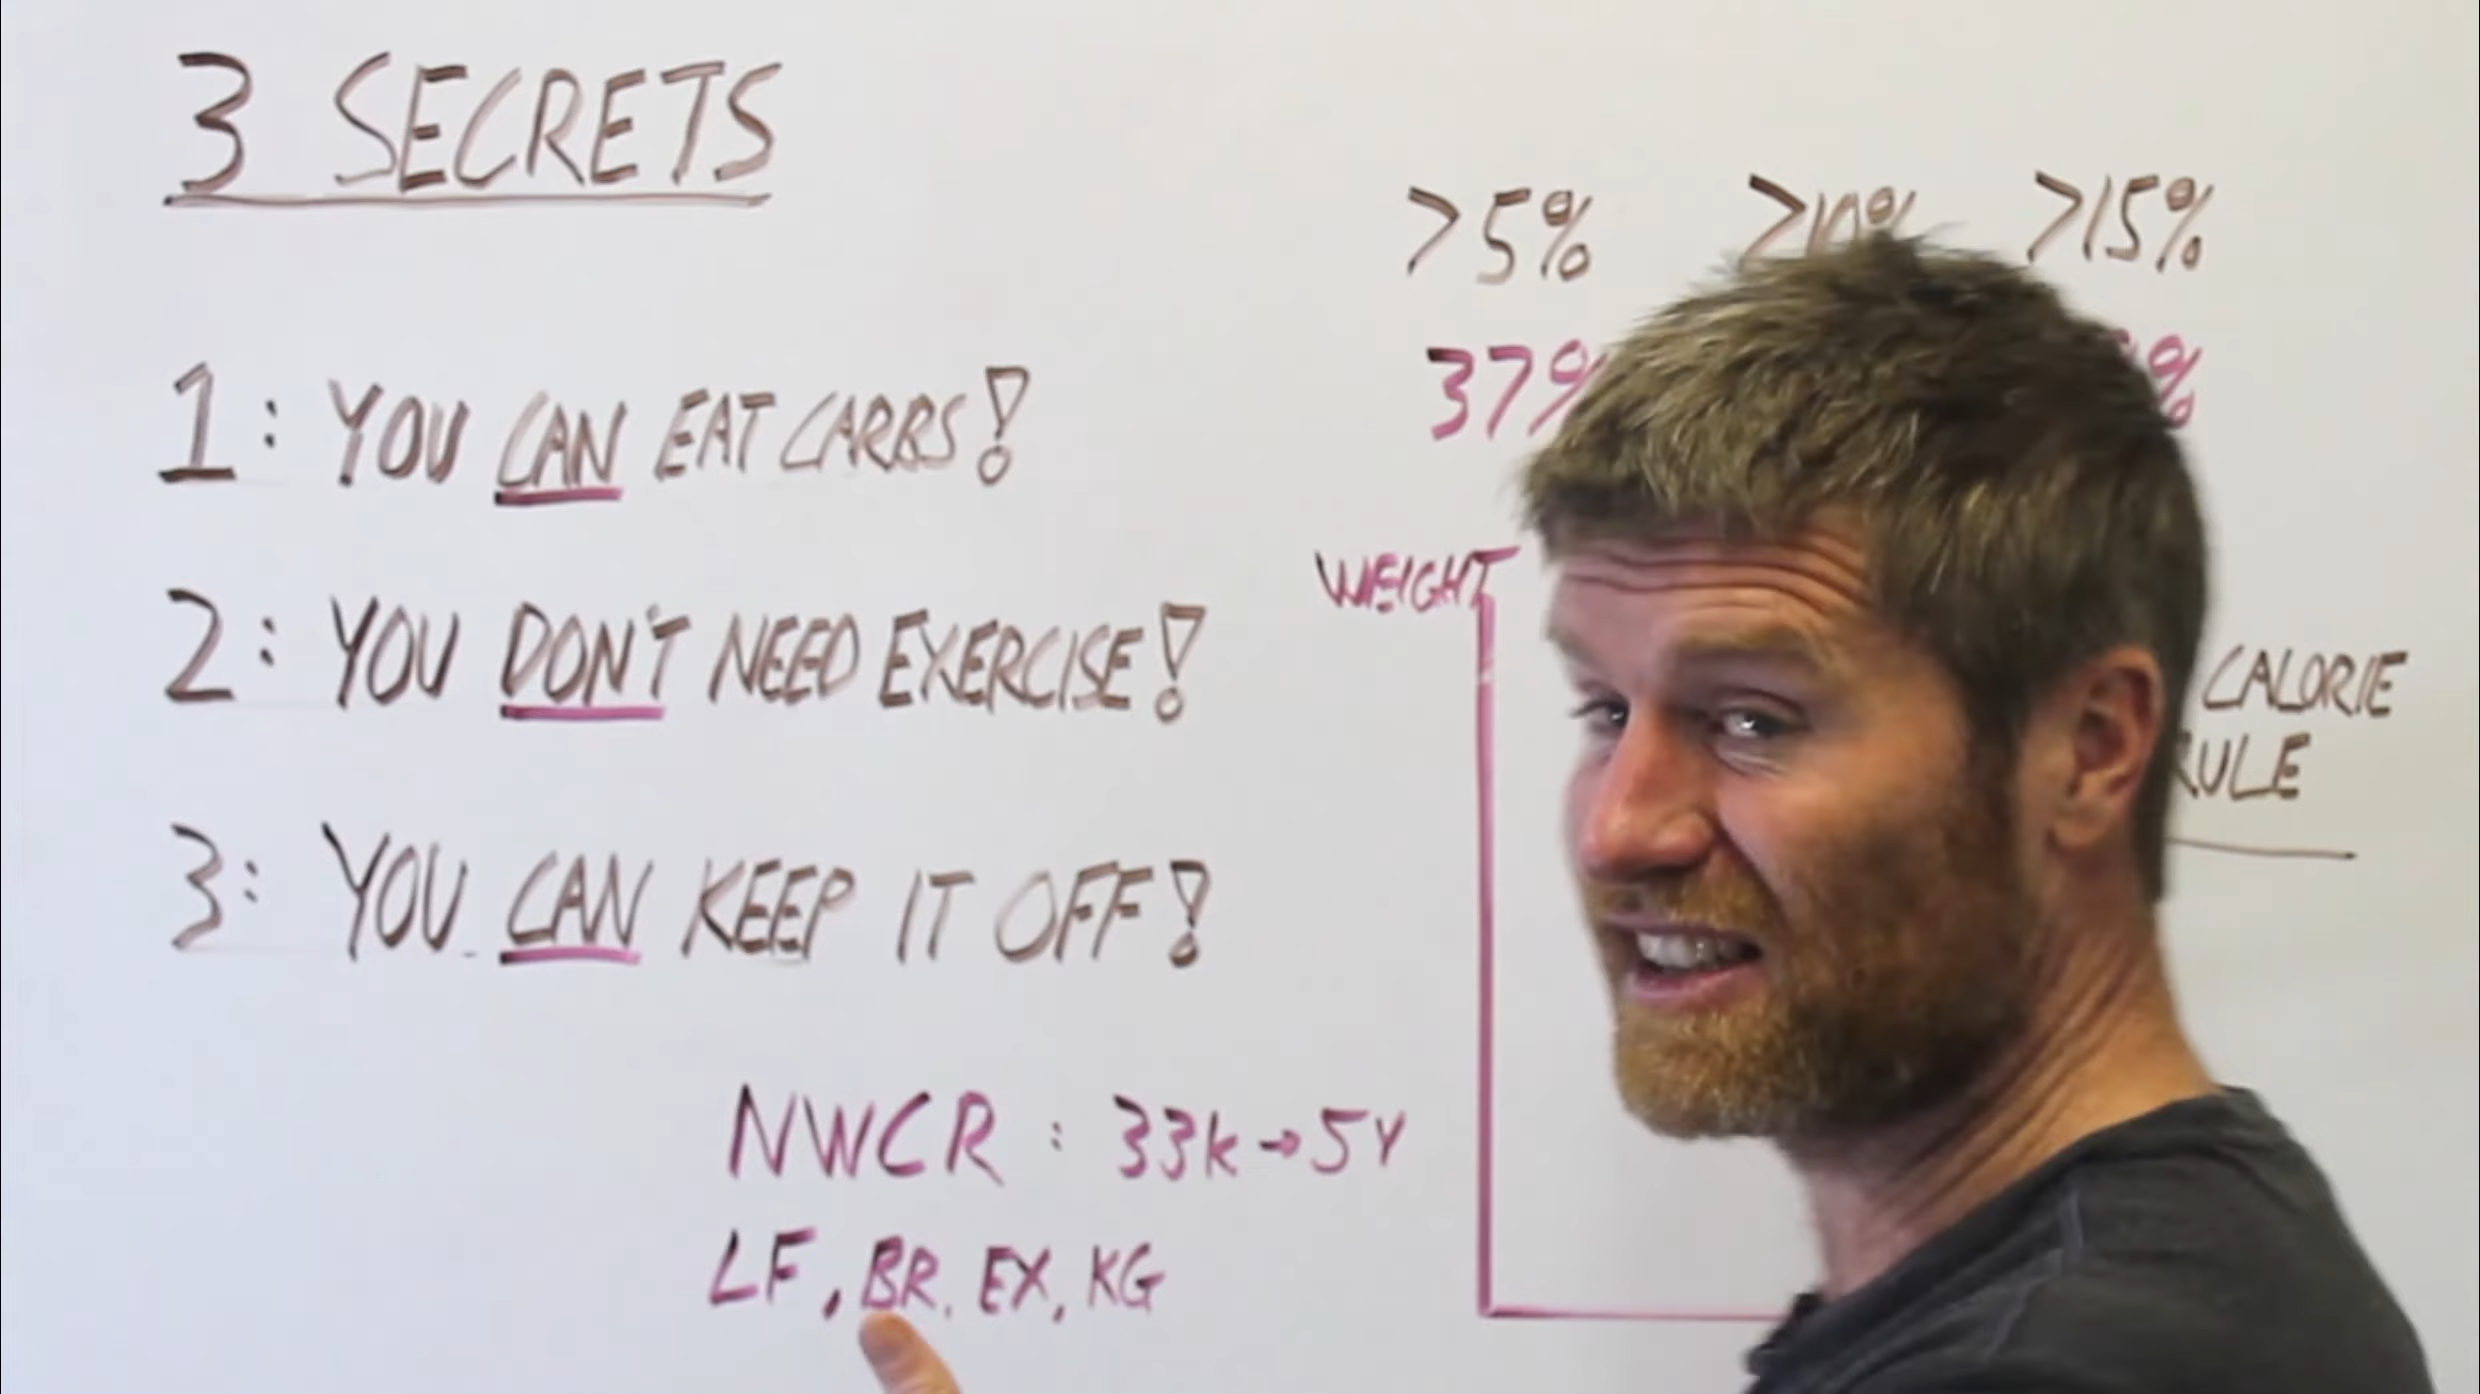 3 SECRETS
1: YOU CAN EAT CARBS!
2: YOU DON'T NEED EXERCISE!
3: YOU CAN KEEP IT OFF!
NWCR: 33K→5Y
LF, BR, EX, KG
>5% >10% >15%
37% %
WEIGHT
CALORIE
RULE